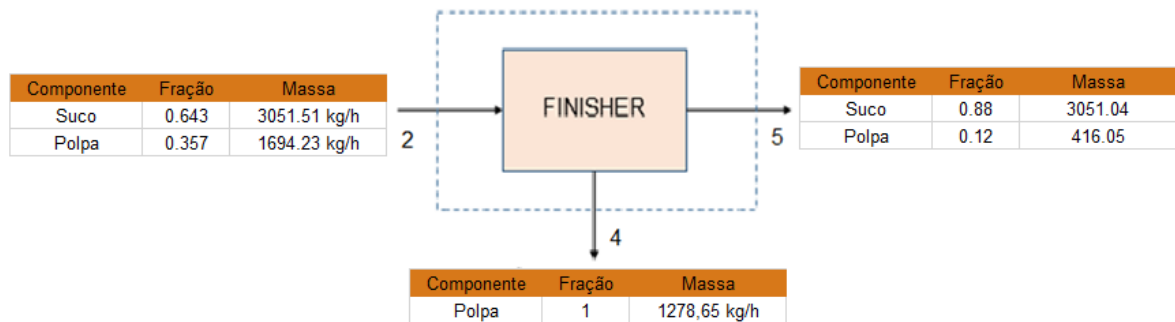 Componente Fração Massa
Suco 0.643 3051.51 kg/h
Polpa 0.357 1694.23 kg/h
2
FINISHER
5
Componente Fração Massa
Suco 0.88 3051.04
Polpa 0.12 416.05
4
Componente Fração Massa
Polpa 1 1278,65 kg/h